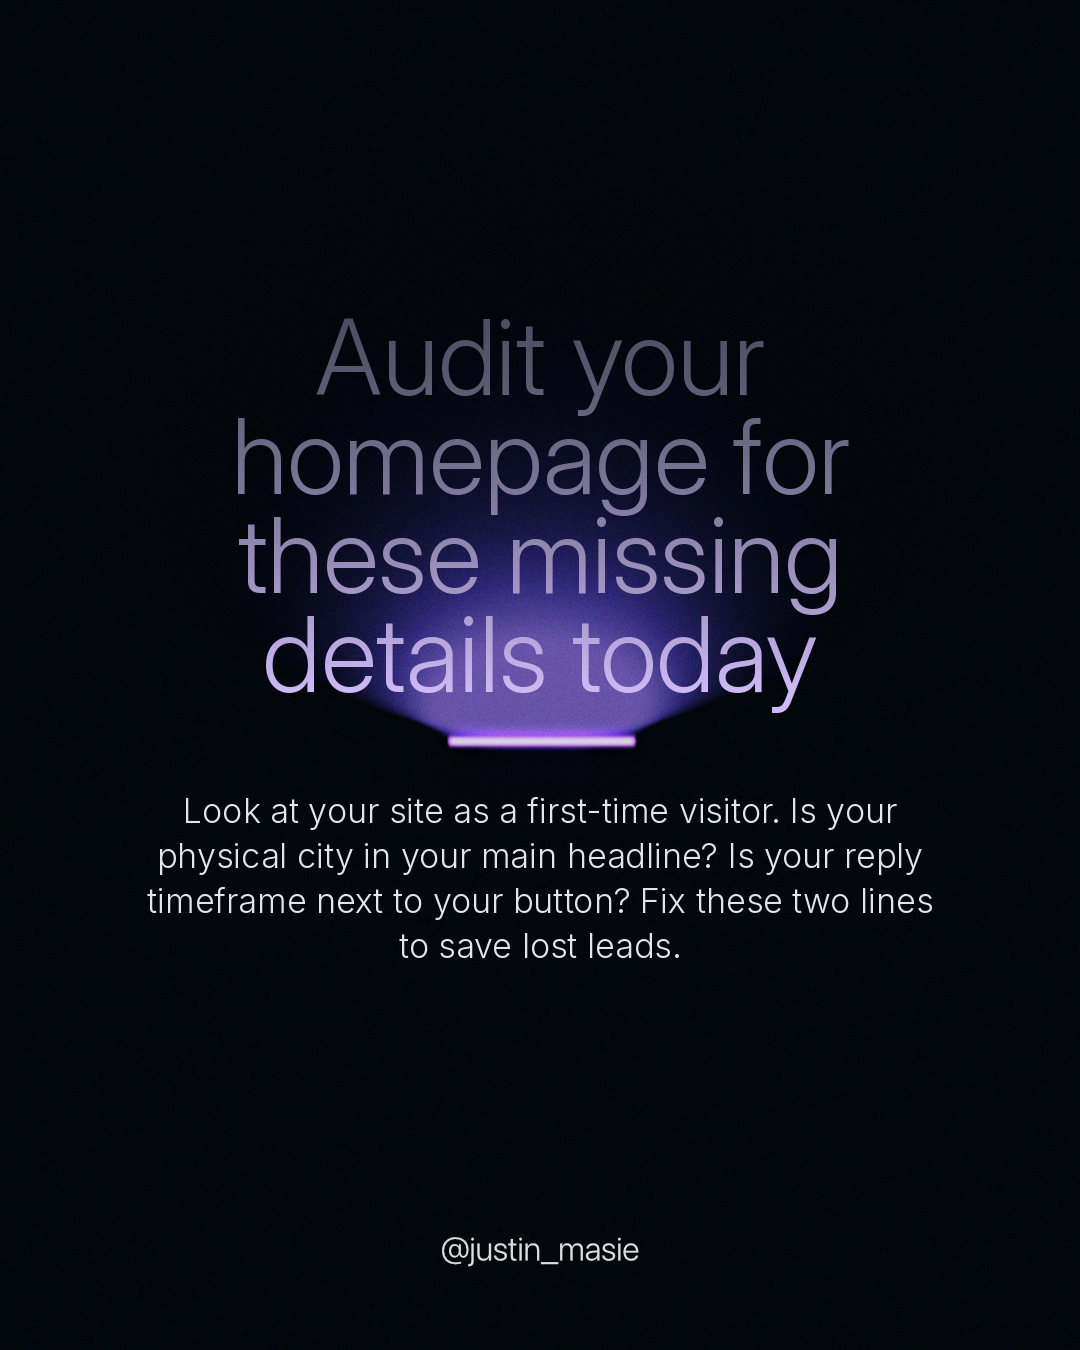 Audit your
homepage for
these missing
details today
Look at your site as a first-time visitor. Is your
physical city in your main headline? Is your reply
timeframe next to your button? Fix these two lines
to save lost leads.
@justin_masie